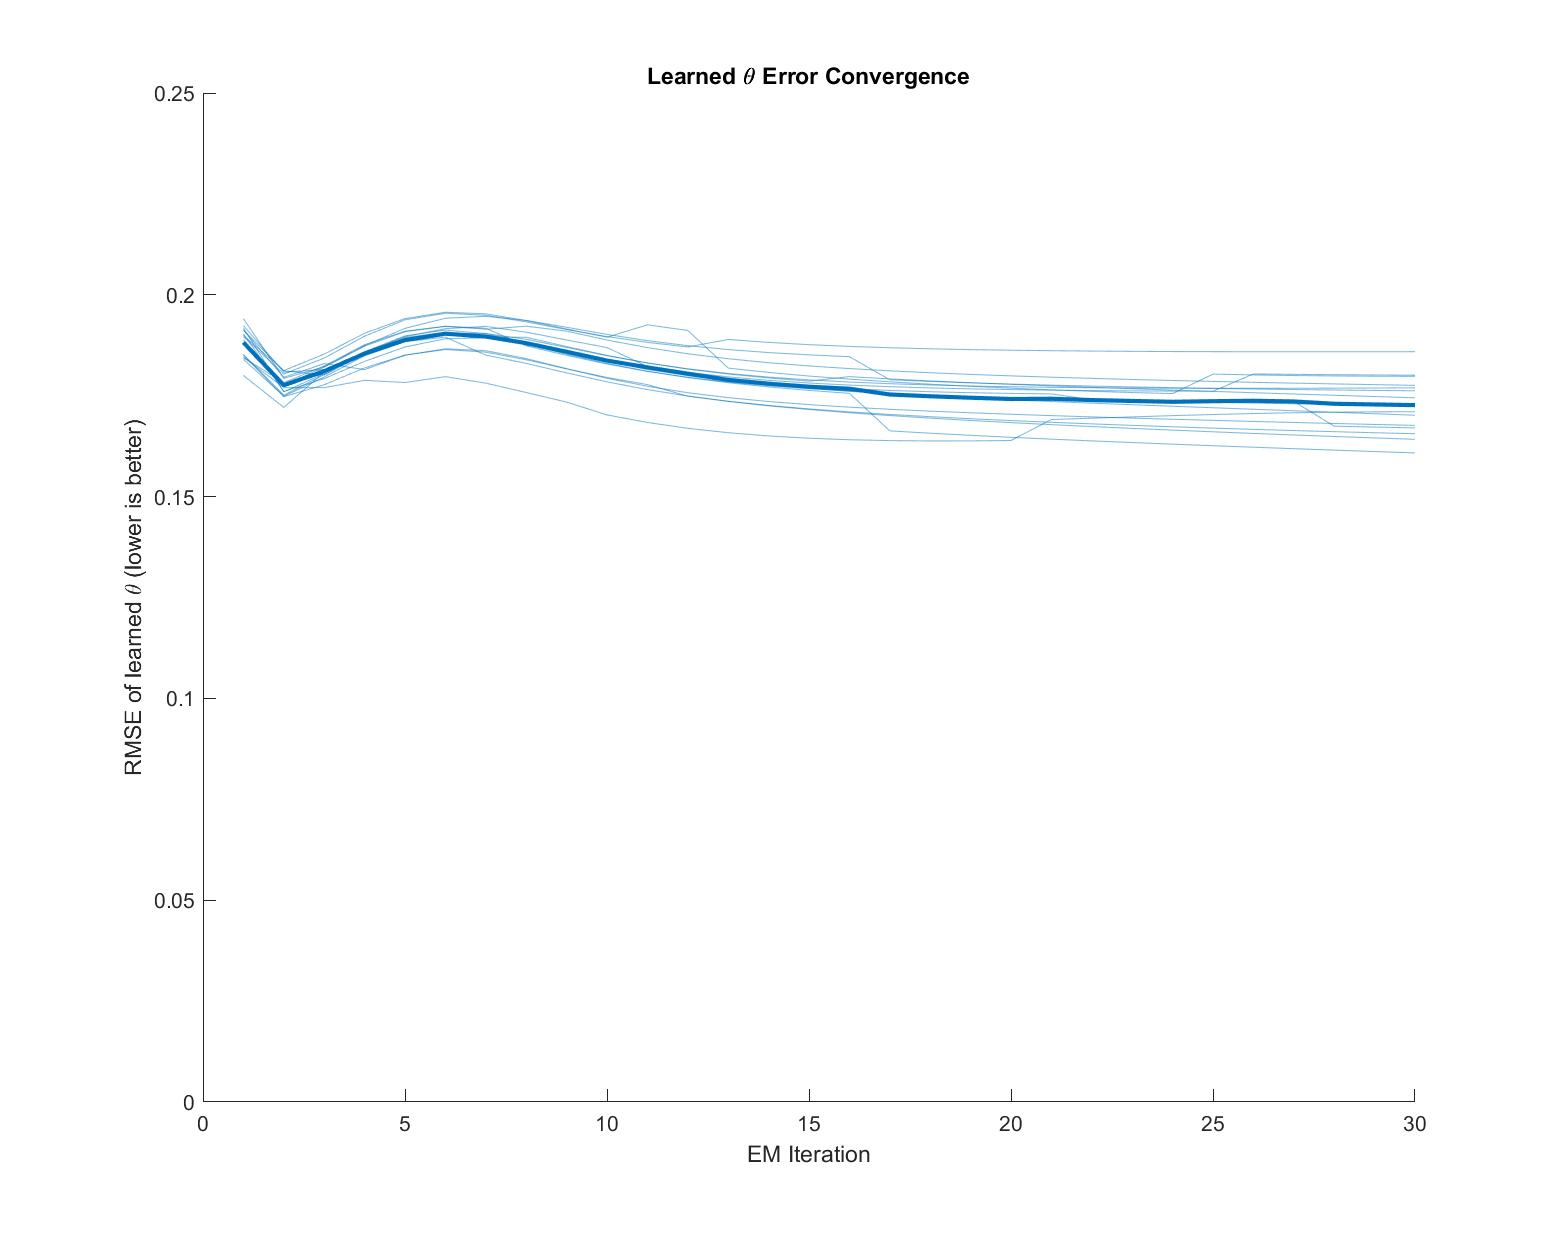 Learned θ Error Convergence
0.25
0.2
0.15
0.1
0.05
0
RMSE of learned θ (lower is better)
0 5 10 15 20 25 30
EM Iteration